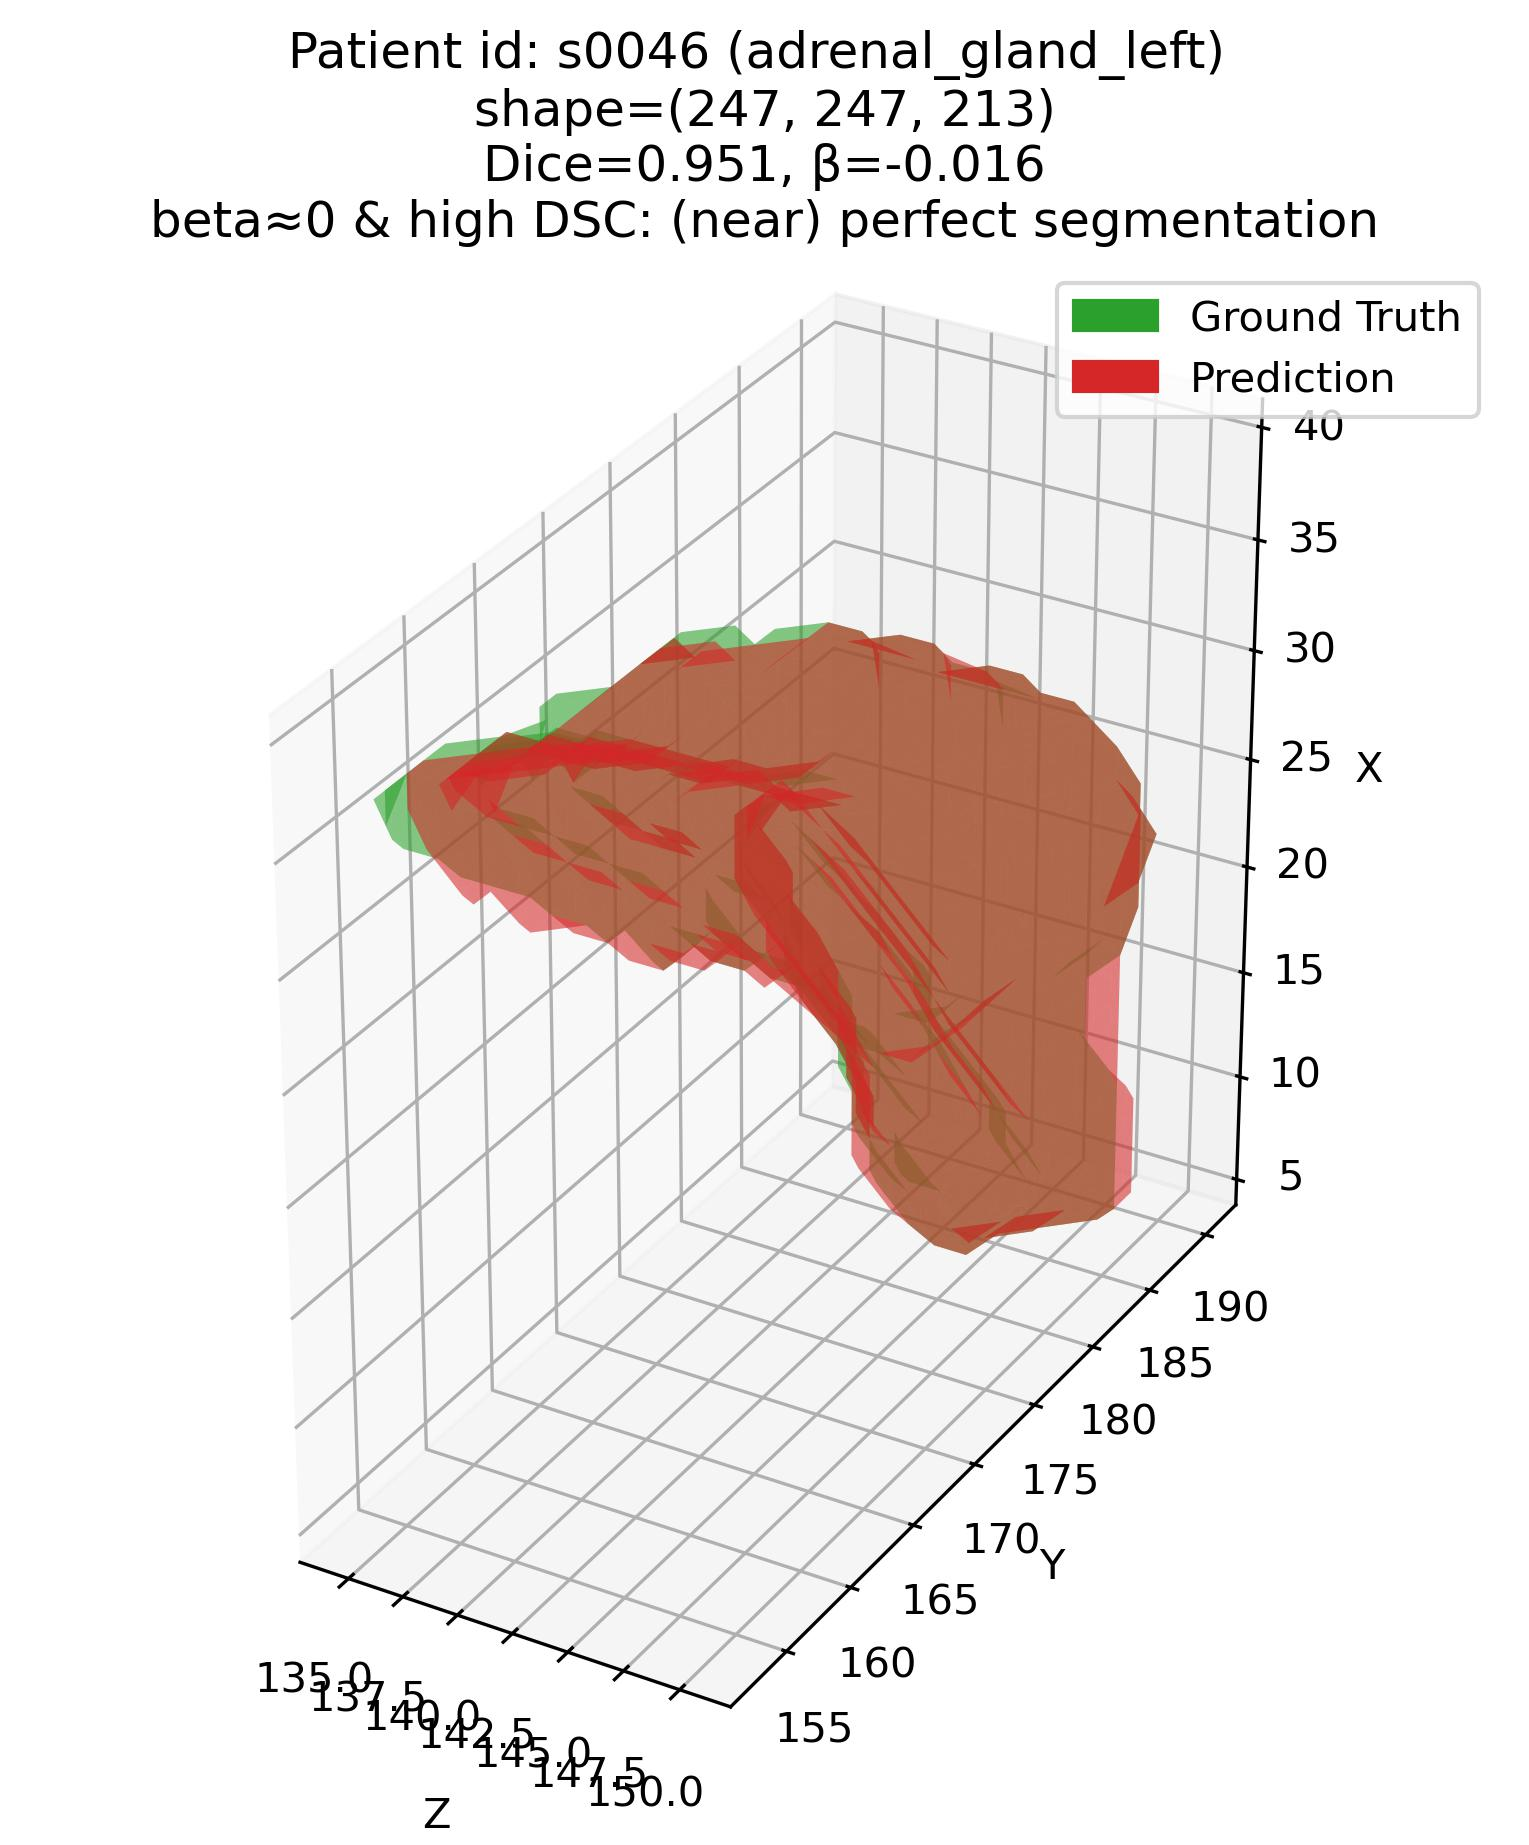 Patient id: s0046 (adrenal_gland_left)
shape=(247, 247, 213)
Dice=0.951, β=-0.016
beta≈0 & high DSC: (near) perfect segmentation
Ground Truth
Prediction
40
35
30
25
X
20
15
10
5
190
185
180
175
170
Y
165
160
155
135.0
137.5
140.0
142.5
145.0
147.5
150.0
Z